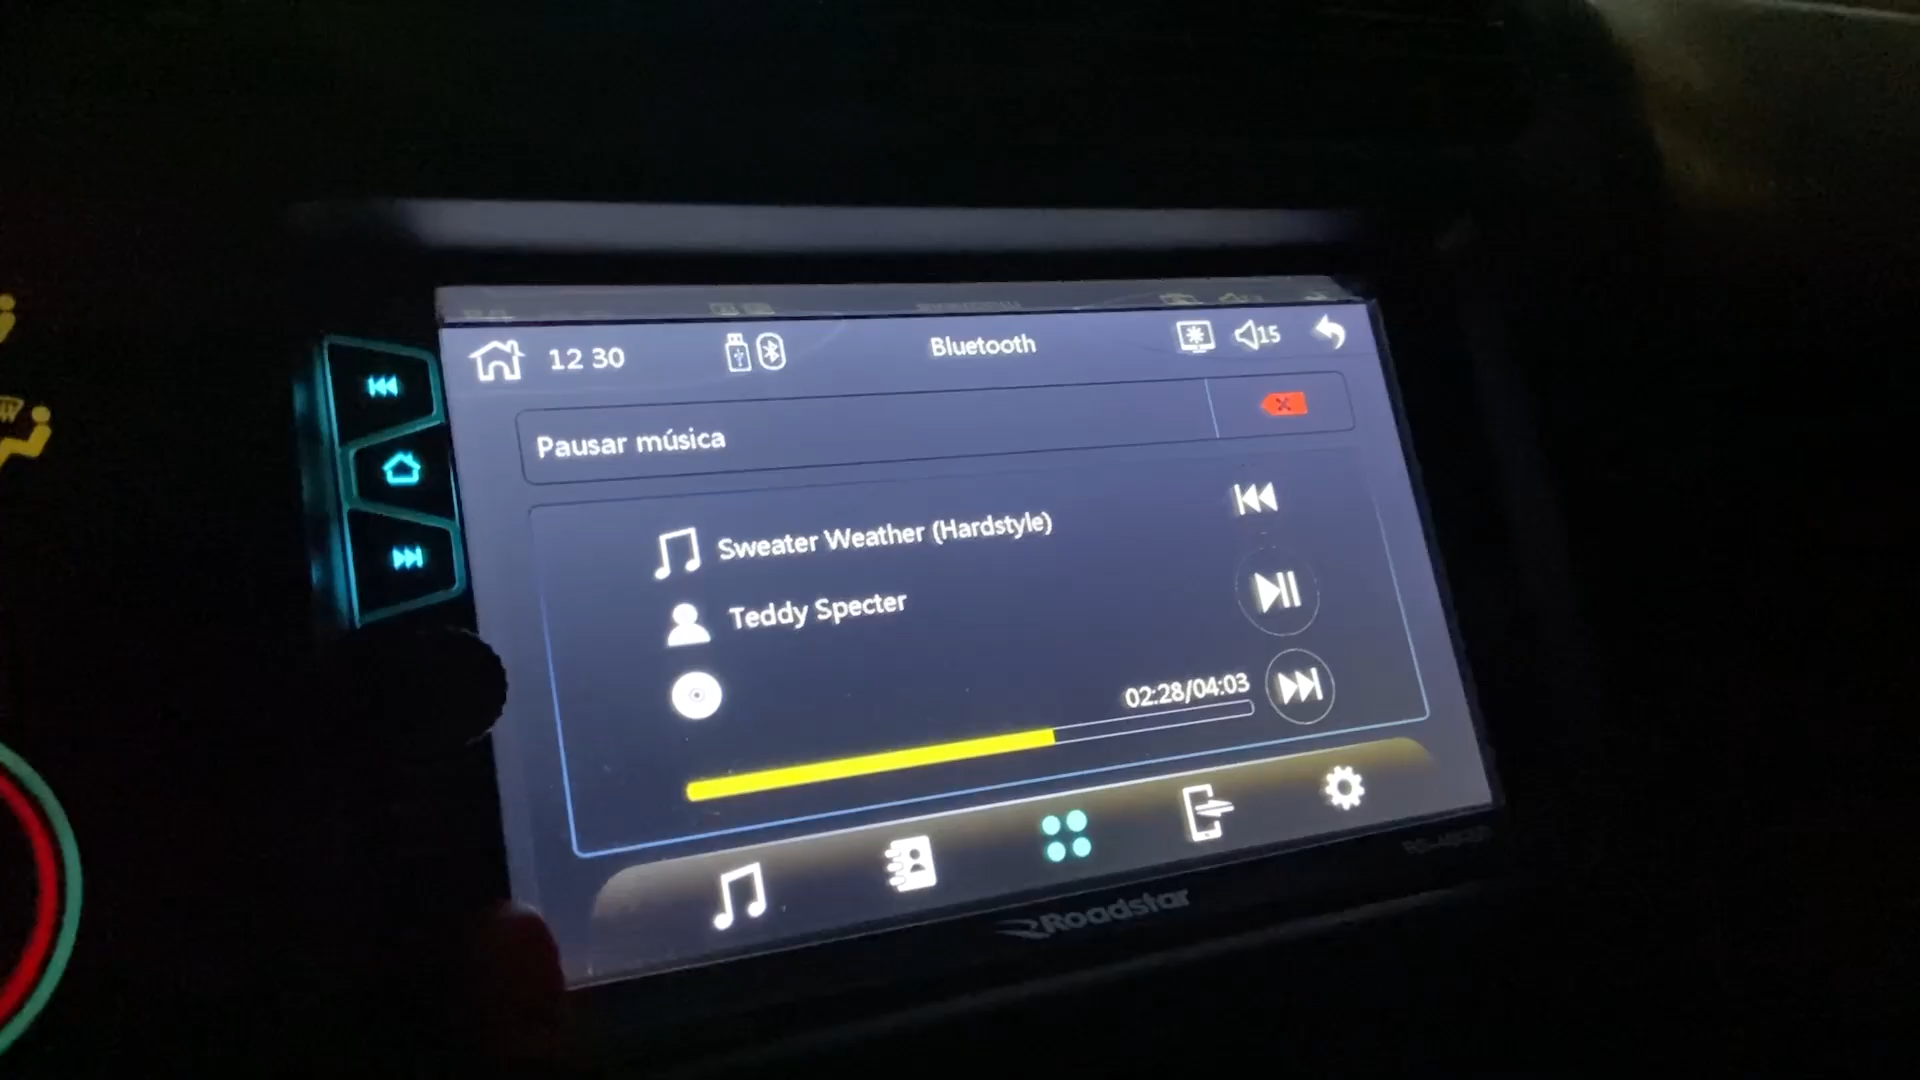 12 30
Bluetooth
15
Pausar música
Sweater Weather (Hardstyle)
Teddy Specter
02:28/04:03
Roadstar